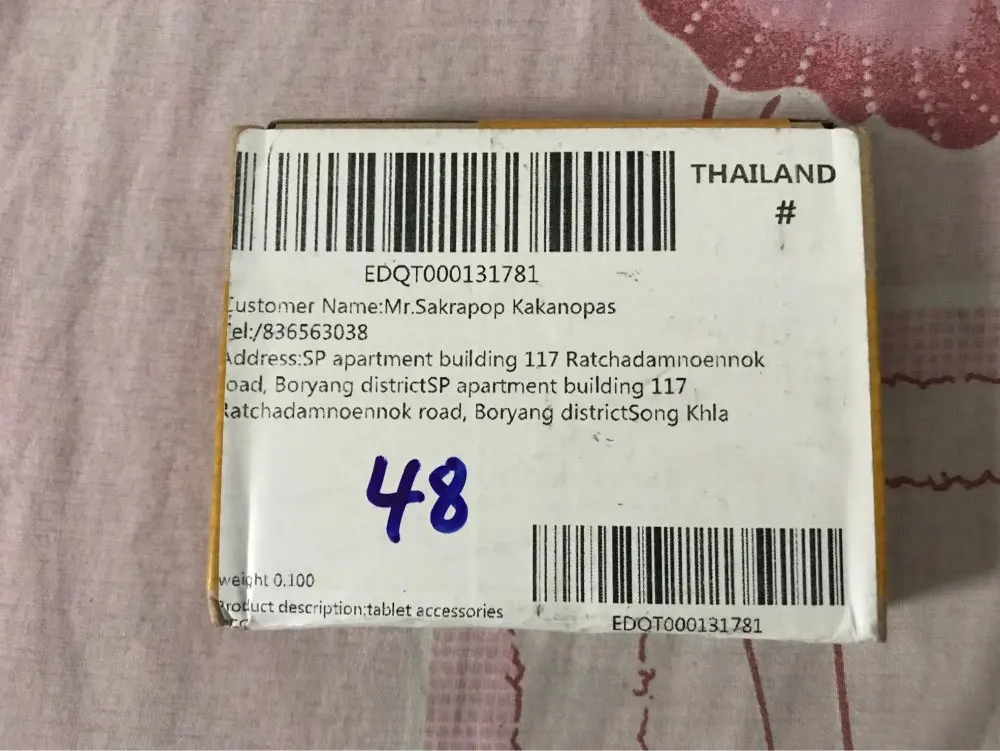 THAILAND
#
EDQT000131781
Customer Name:Mr.Sakrapop Kakanopas
Tel:/836563038
Address:SP apartment building 117 Ratchadamnoennok
oad, Boryang districtSP apartment building 117
Ratchadamnoennok road, Boryang districtSong Khla
48
weight 0.100
Product description:tablet accessories
EDQT000131781